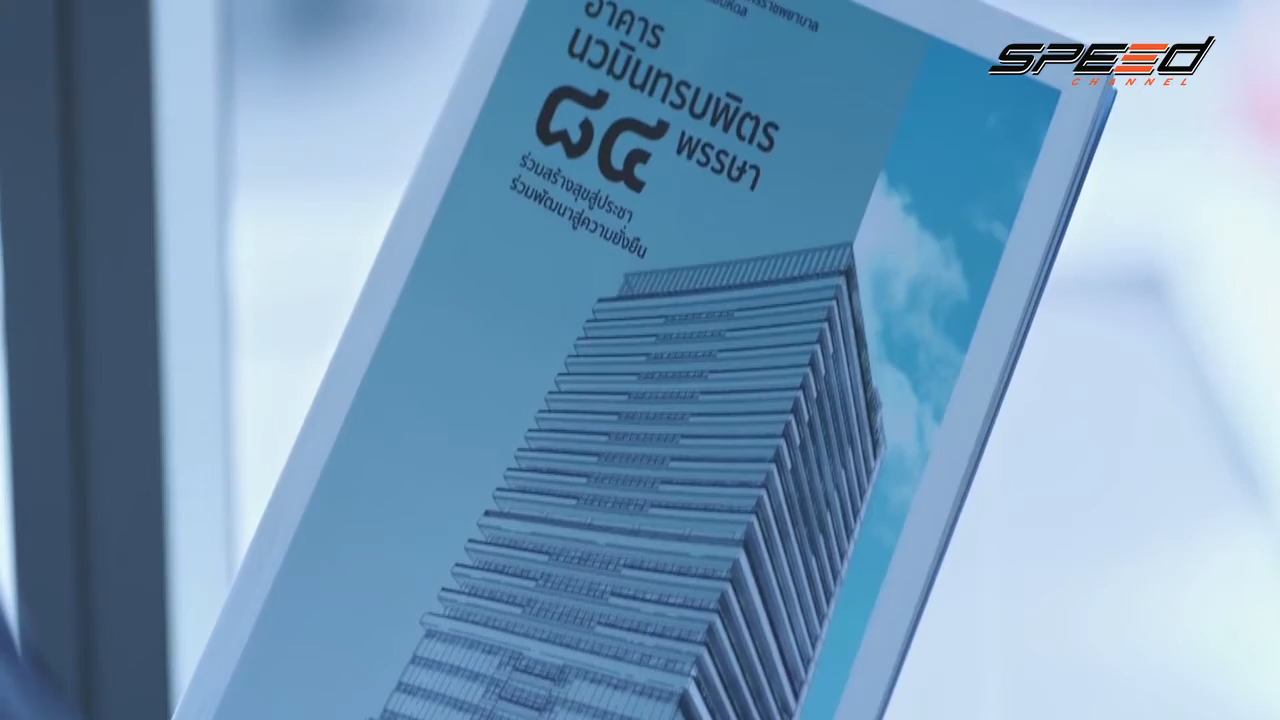 อาคาร
นวมินทรบพิตร
๘๔ พรรษา
ร่วมสร้างสุขสู่ประชา
ร่วมพัฒนาสู่ความยั่งยืน
SPEED
CHANNEL